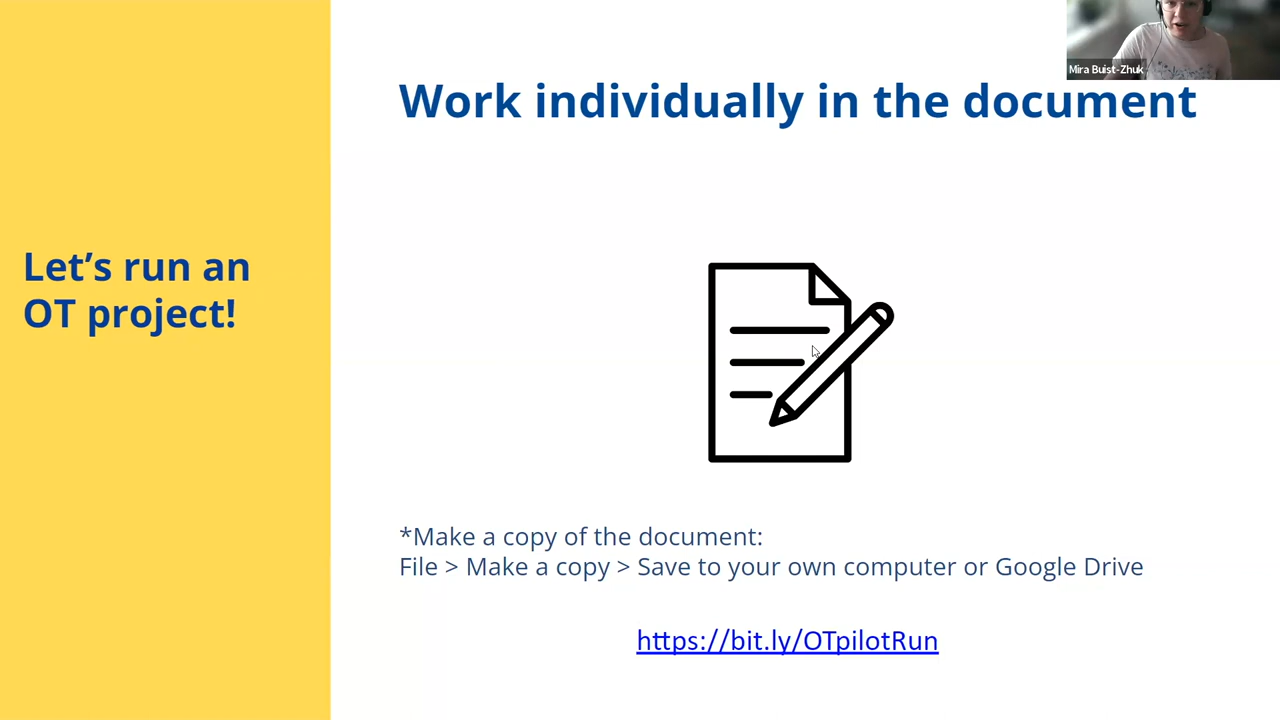 Mira Buist-Zhuk
Work individually in the document
Let’s run an
OT project!
*Make a copy of the document:
File > Make a copy > Save to your own computer or Google Drive
https://bit.ly/OTpilotRun